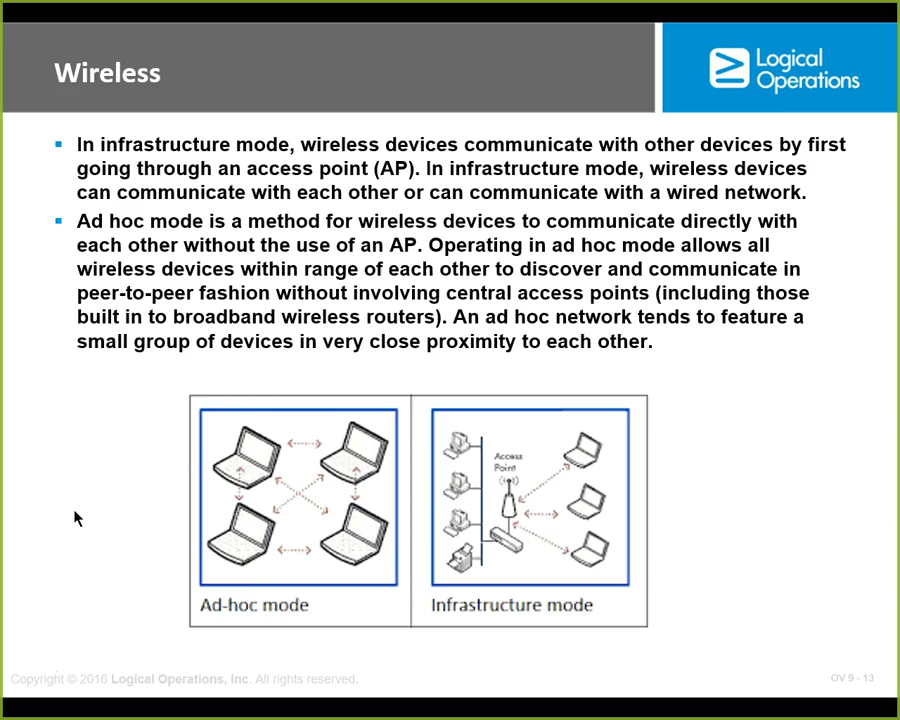 Wireless
Logical
Operations
In infrastructure mode, wireless devices communicate with other devices by first
going through an access point (AP). In infrastructure mode, wireless devices
can communicate with each other or can communicate with a wired network.
Ad hoc mode is a method for wireless devices to communicate directly with
each other without the use of an AP. Operating in ad hoc mode allows all
wireless devices within range of each other to discover and communicate in
peer-to-peer fashion without involving central access points (including those
built in to broadband wireless routers). An ad hoc network tends to feature a
small group of devices in very close proximity to each other.
Access
Point
Ad-hoc mode
Infrastructure mode
Copyright © 2016 Logical Operations, Inc. All rights reserved.
OV 9 - 13